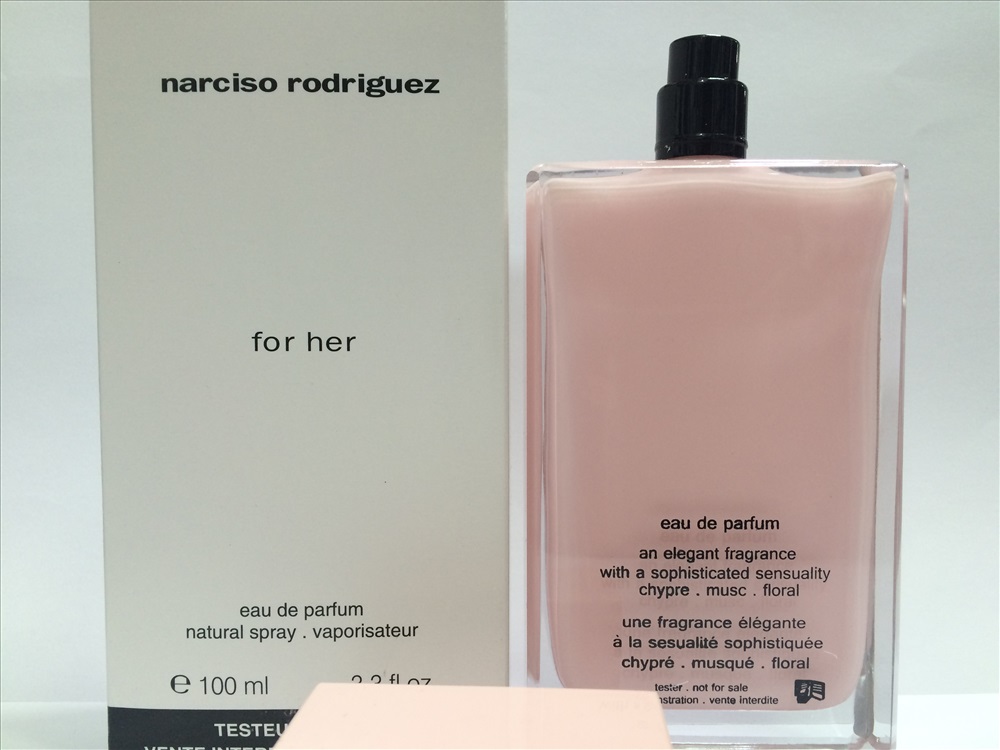 narciso rodriguez
for her
eau de parfum
natural spray . vaporisateur
℮ 100 ml
fl oz
eau de parfum
an elegant fragrance
with a sophisticated sensuality
chypre . musc . floral
une fragrance élégante
à la sesualité sophistiquée
chypré . musqué . floral
tester . not for sale
. vente interdite